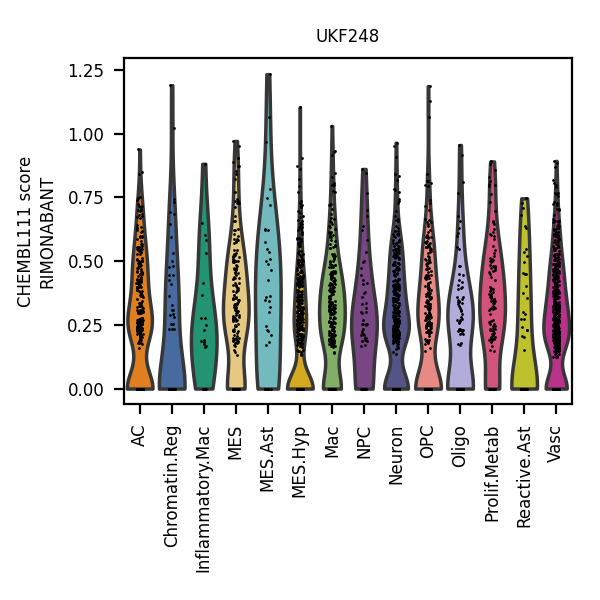 UKF248
CHEMBL111 score
RIMONABANT
1.25
1.00
0.75
0.50
0.25
0.00
AC
Chromatin.Reg
Inflammatory.Mac
MES
MES.Ast
MES.Hyp
Mac
NPC
Neuron
OPC
Oligo
Prolif.Metab
Reactive.Ast
Vasc